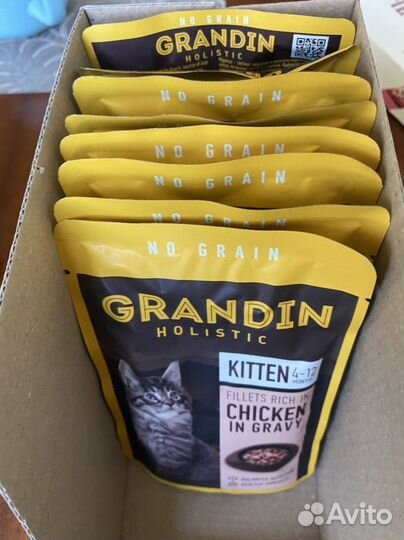 NO GRAIN
GRANDIN
HOLISTIC
NO GRAIN
NO GRAIN
NO GRAIN
NO GRAIN
NO GRAIN
GRANDIN
HOLISTIC
KITTEN 4-12
MONTHS
FILLETS RICH IN
CHICKEN
IN GRAVY
BALANCED
Avito